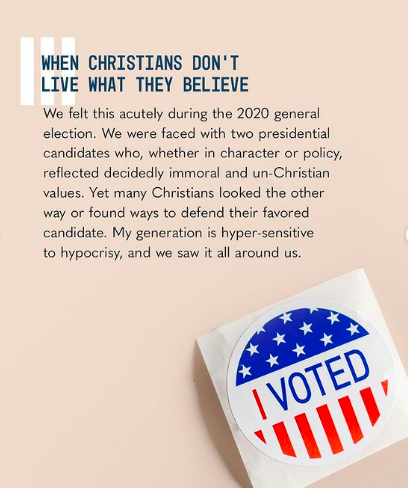 WHEN CHRISTIANS DON'T
LIVE WHAT THEY BELIEVE
We felt this acutely during the 2020 general
election. We were faced with two presidential
candidates who, whether in character or policy,
reflected decidedly immoral and un-Christian
values. Yet many Christians looked the other
way or found ways to defend their favored
candidate. My generation is hyper-sensitive
to hypocrisy, and we saw it all around us.
I VOTED